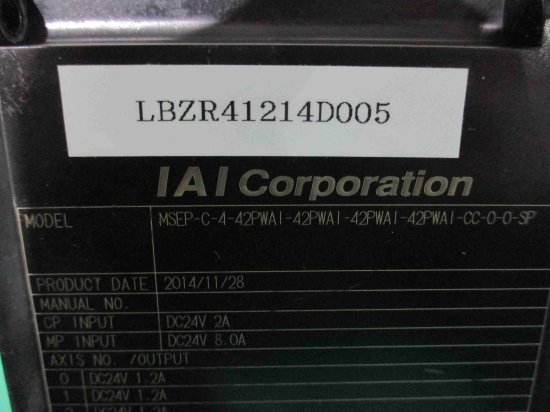 LBZR41214D005
IAI Corporation
MODEL MSEP-C-4-42PWAI-42PWAI-42PWAI-42PWAI-CC-0-0-SP
PRODUCT DATE 2014/11/28
MANUAL NO.
CP INPUT DC24V 2A
MP INPUT DC24V 8.0A
AXIS NO. /OUTPUT
0 DC24V 1.2A
1 DC24V 1.2A